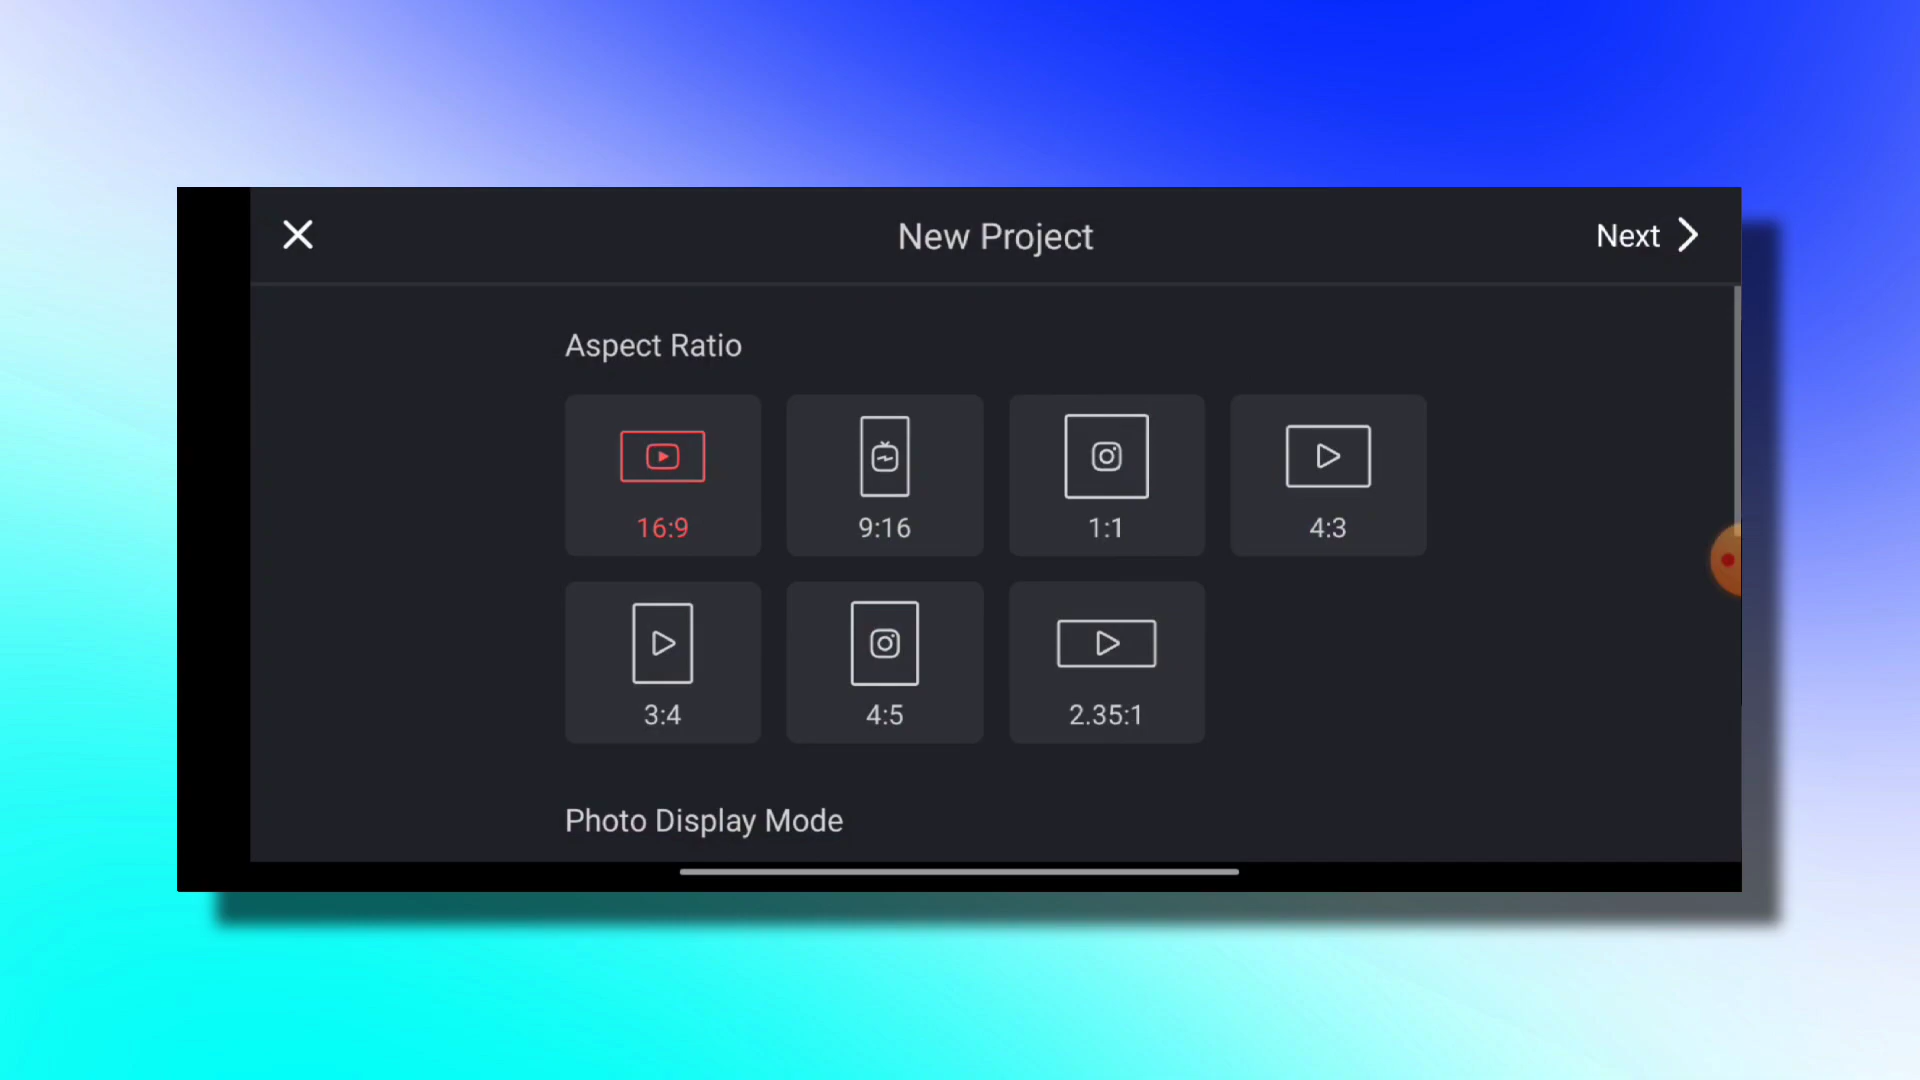 New Project
Next
Aspect Ratio
16:9
9:16
1:1
4:3
3:4
4:5
2.35:1
Photo Display Mode